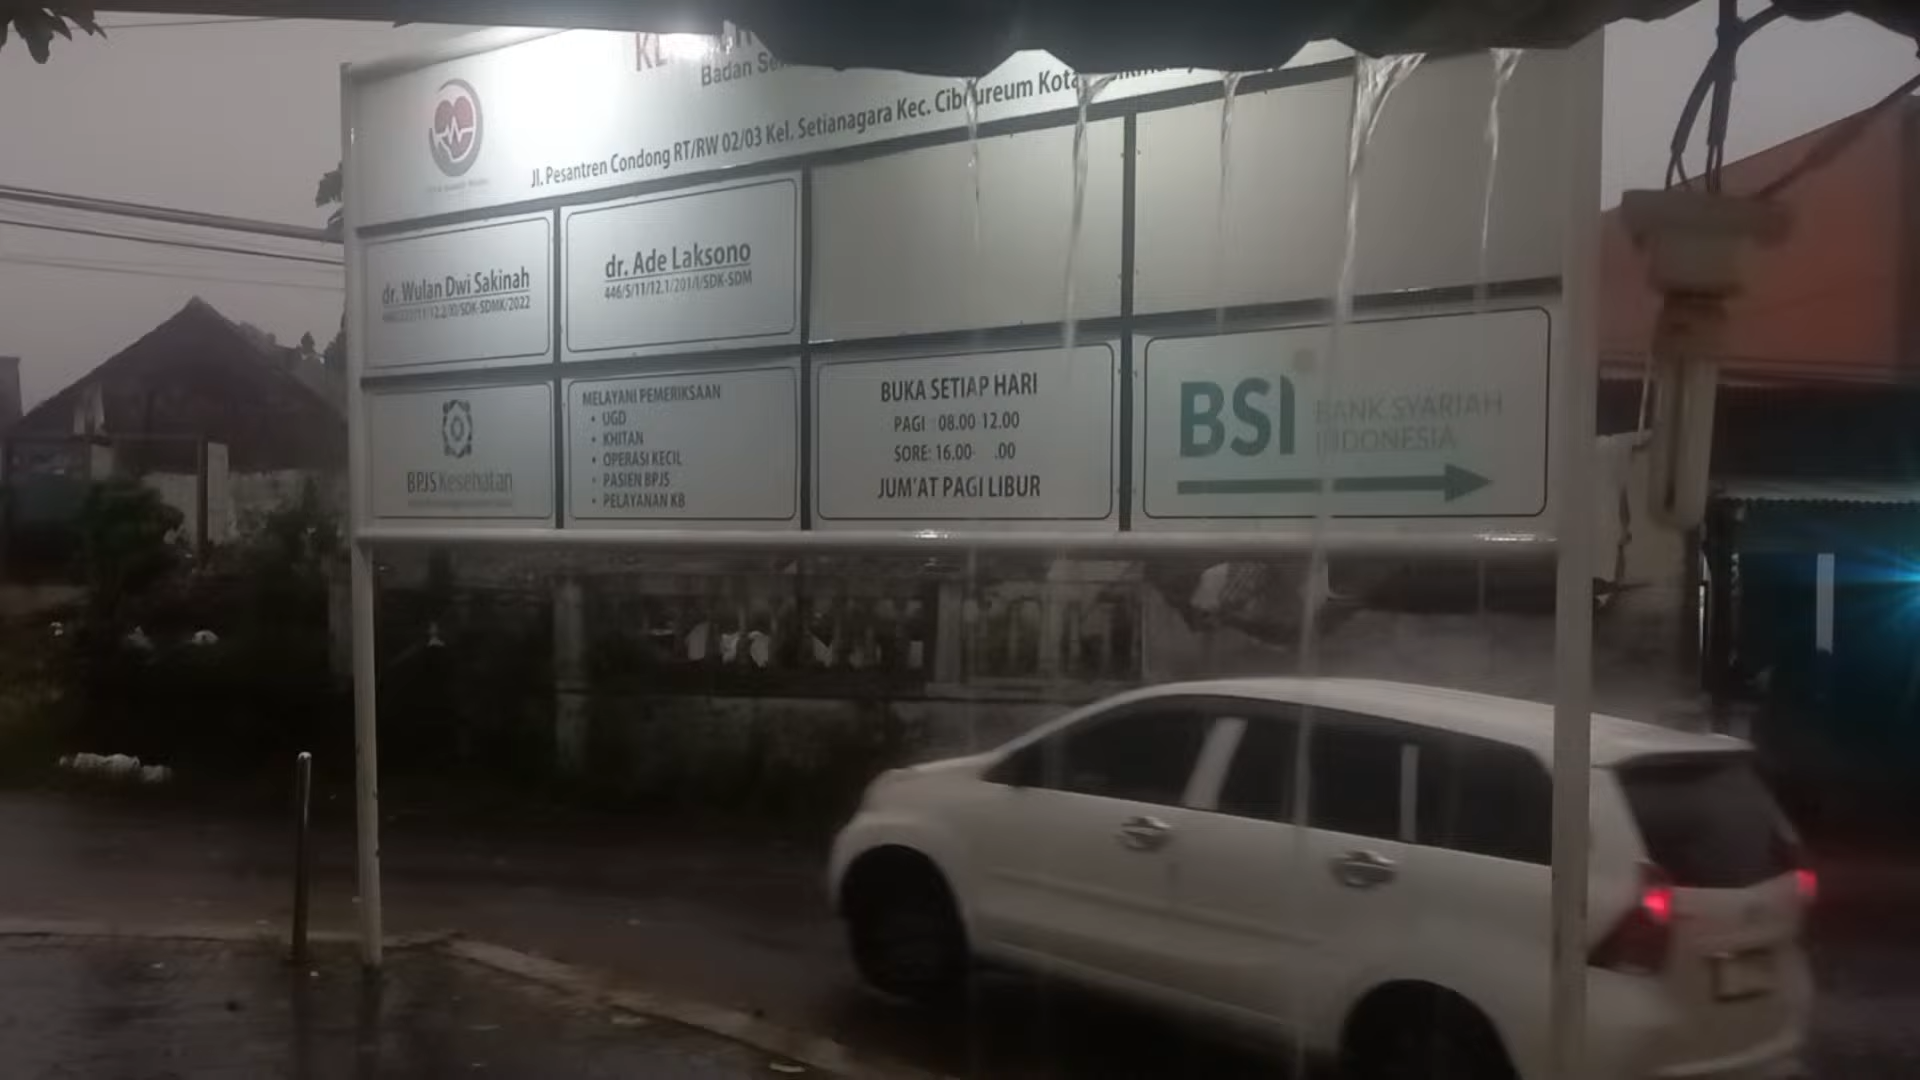 Badan
Jl. Pesantren Condong RT/RW 02/03 Kel. Setianagara Kec. Cibeureum Kota
dr. Wulan Dwi Sakinah
dr. Ade Laksono
446/5/11/12.1/201/I/SDK-SDM
BPJS Kesehatan
MELAYANI PEMERIKSAAN
• UGD
• KHITAN
• OPERASI KECIL
• PASIEN BPJS
• PELAYANAN KB
BUKA SETIAP HARI
PAGI : 08.00 12.00
SORE: 16.00- .00
JUM'AT PAGI LIBUR
BSI BANK SYARIAH
INDONESIA